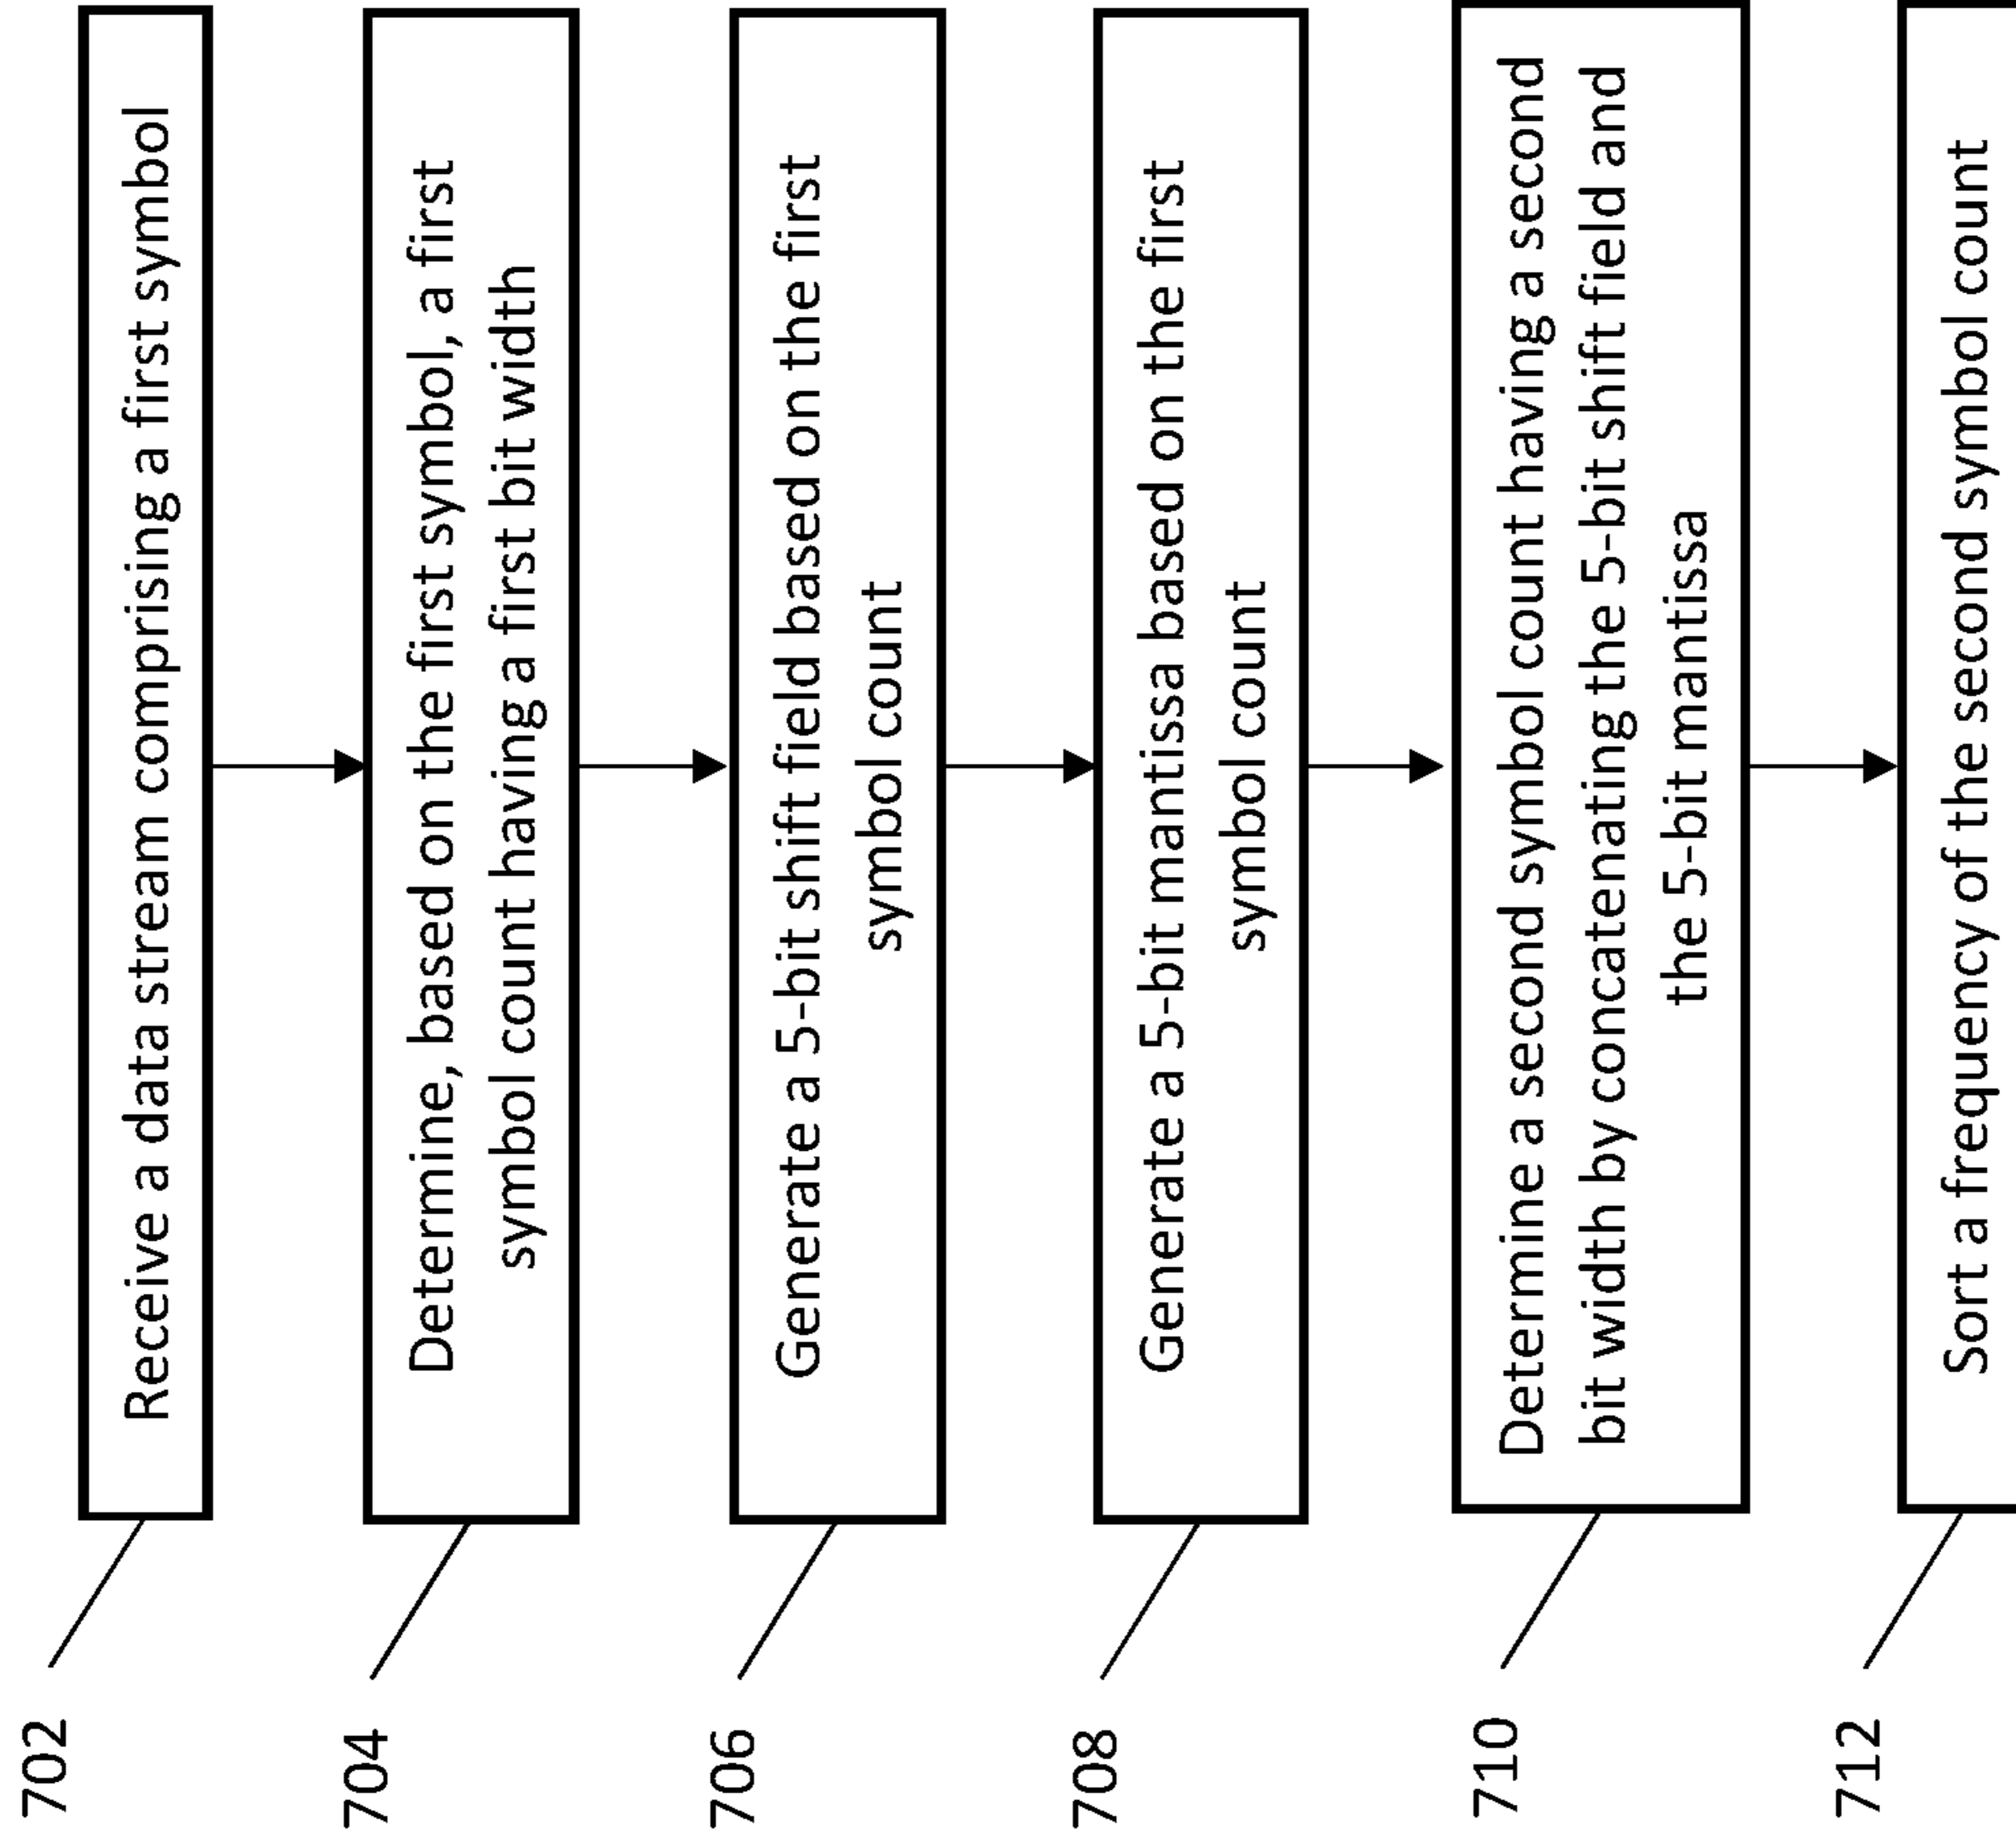 702
Receive a data stream comprising a first symbol
704
Determine, based on the first symbol, a first
symbol count having a first bit width
706
Generate a 5-bit shift field based on the first
symbol count
708
Generate a 5-bit mantissa based on the first
symbol count
710
Determine a second symbol count having a second
bit width by concatenating the 5-bit shift field and
the 5-bit mantissa
712
Sort a frequency of the second symbol count